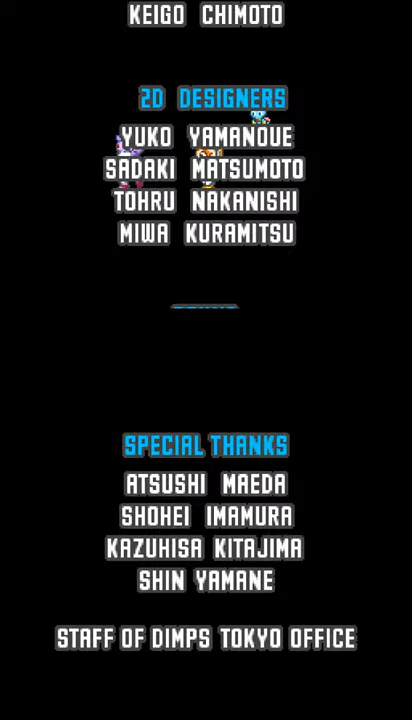 KEIGO CHIMOTO
2D DESIGNERS
YUKO YAMANOUE
SADAKI MATSUMOTO
TOHRU NAKANISHI
MIWA KURAMITSU
SPECIAL THANKS
ATSUSHI MAEDA
SHOHEI IMAMURA
KAZUHISA KITAJIMA
SHIN YAMANE
STAFF OF DIMPS TOKYO OFFICE